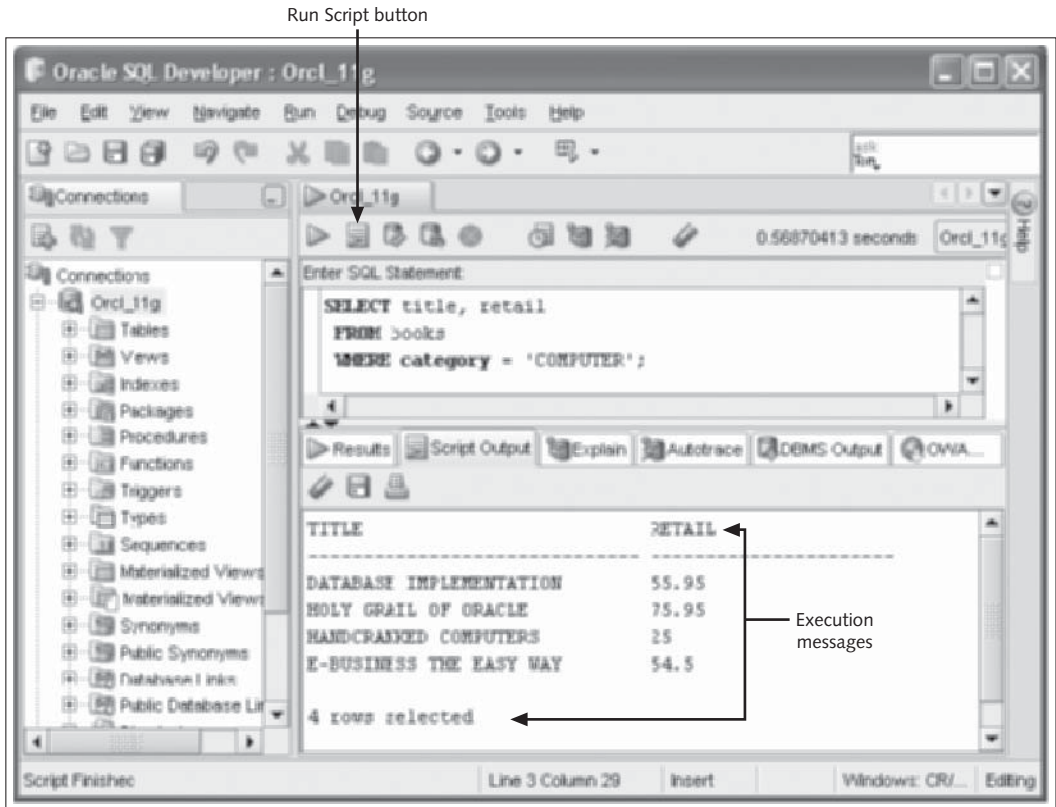 Run Script button
Oracle SQL Developer : Orcl_11g
File Edit View Navigate Run Debug Source Tools Help
Connections
Orcl_11g
0.56870413 seconds
Orcl_11g
Help
Connections
Enter SQL Statement:
Orcl_11g
Tables
Views
Indexes
Packages
Procedures
Functions
Triggers
Types
Sequences
Materialized Views
Materialized View
Synonyms
Public Synonyms
Database Links
Public Database Lin
SELECT title, retail
FROM books
WHERE category = 'COMPUTER';
Results Script Output Explain Autotrace DBMS Output OWA...
TITLE RETAIL
DATABASE IMPLEMENTATION 55.95
HOLY GRAIL OF ORACLE 75.95
HANDCRANKED COMPUTERS 25
E-BUSINESS THE EASY WAY 54.5
4 rows selected
Execution
messages
Script Finished Line 3 Column 29 Insert Windows: CR/... Editing